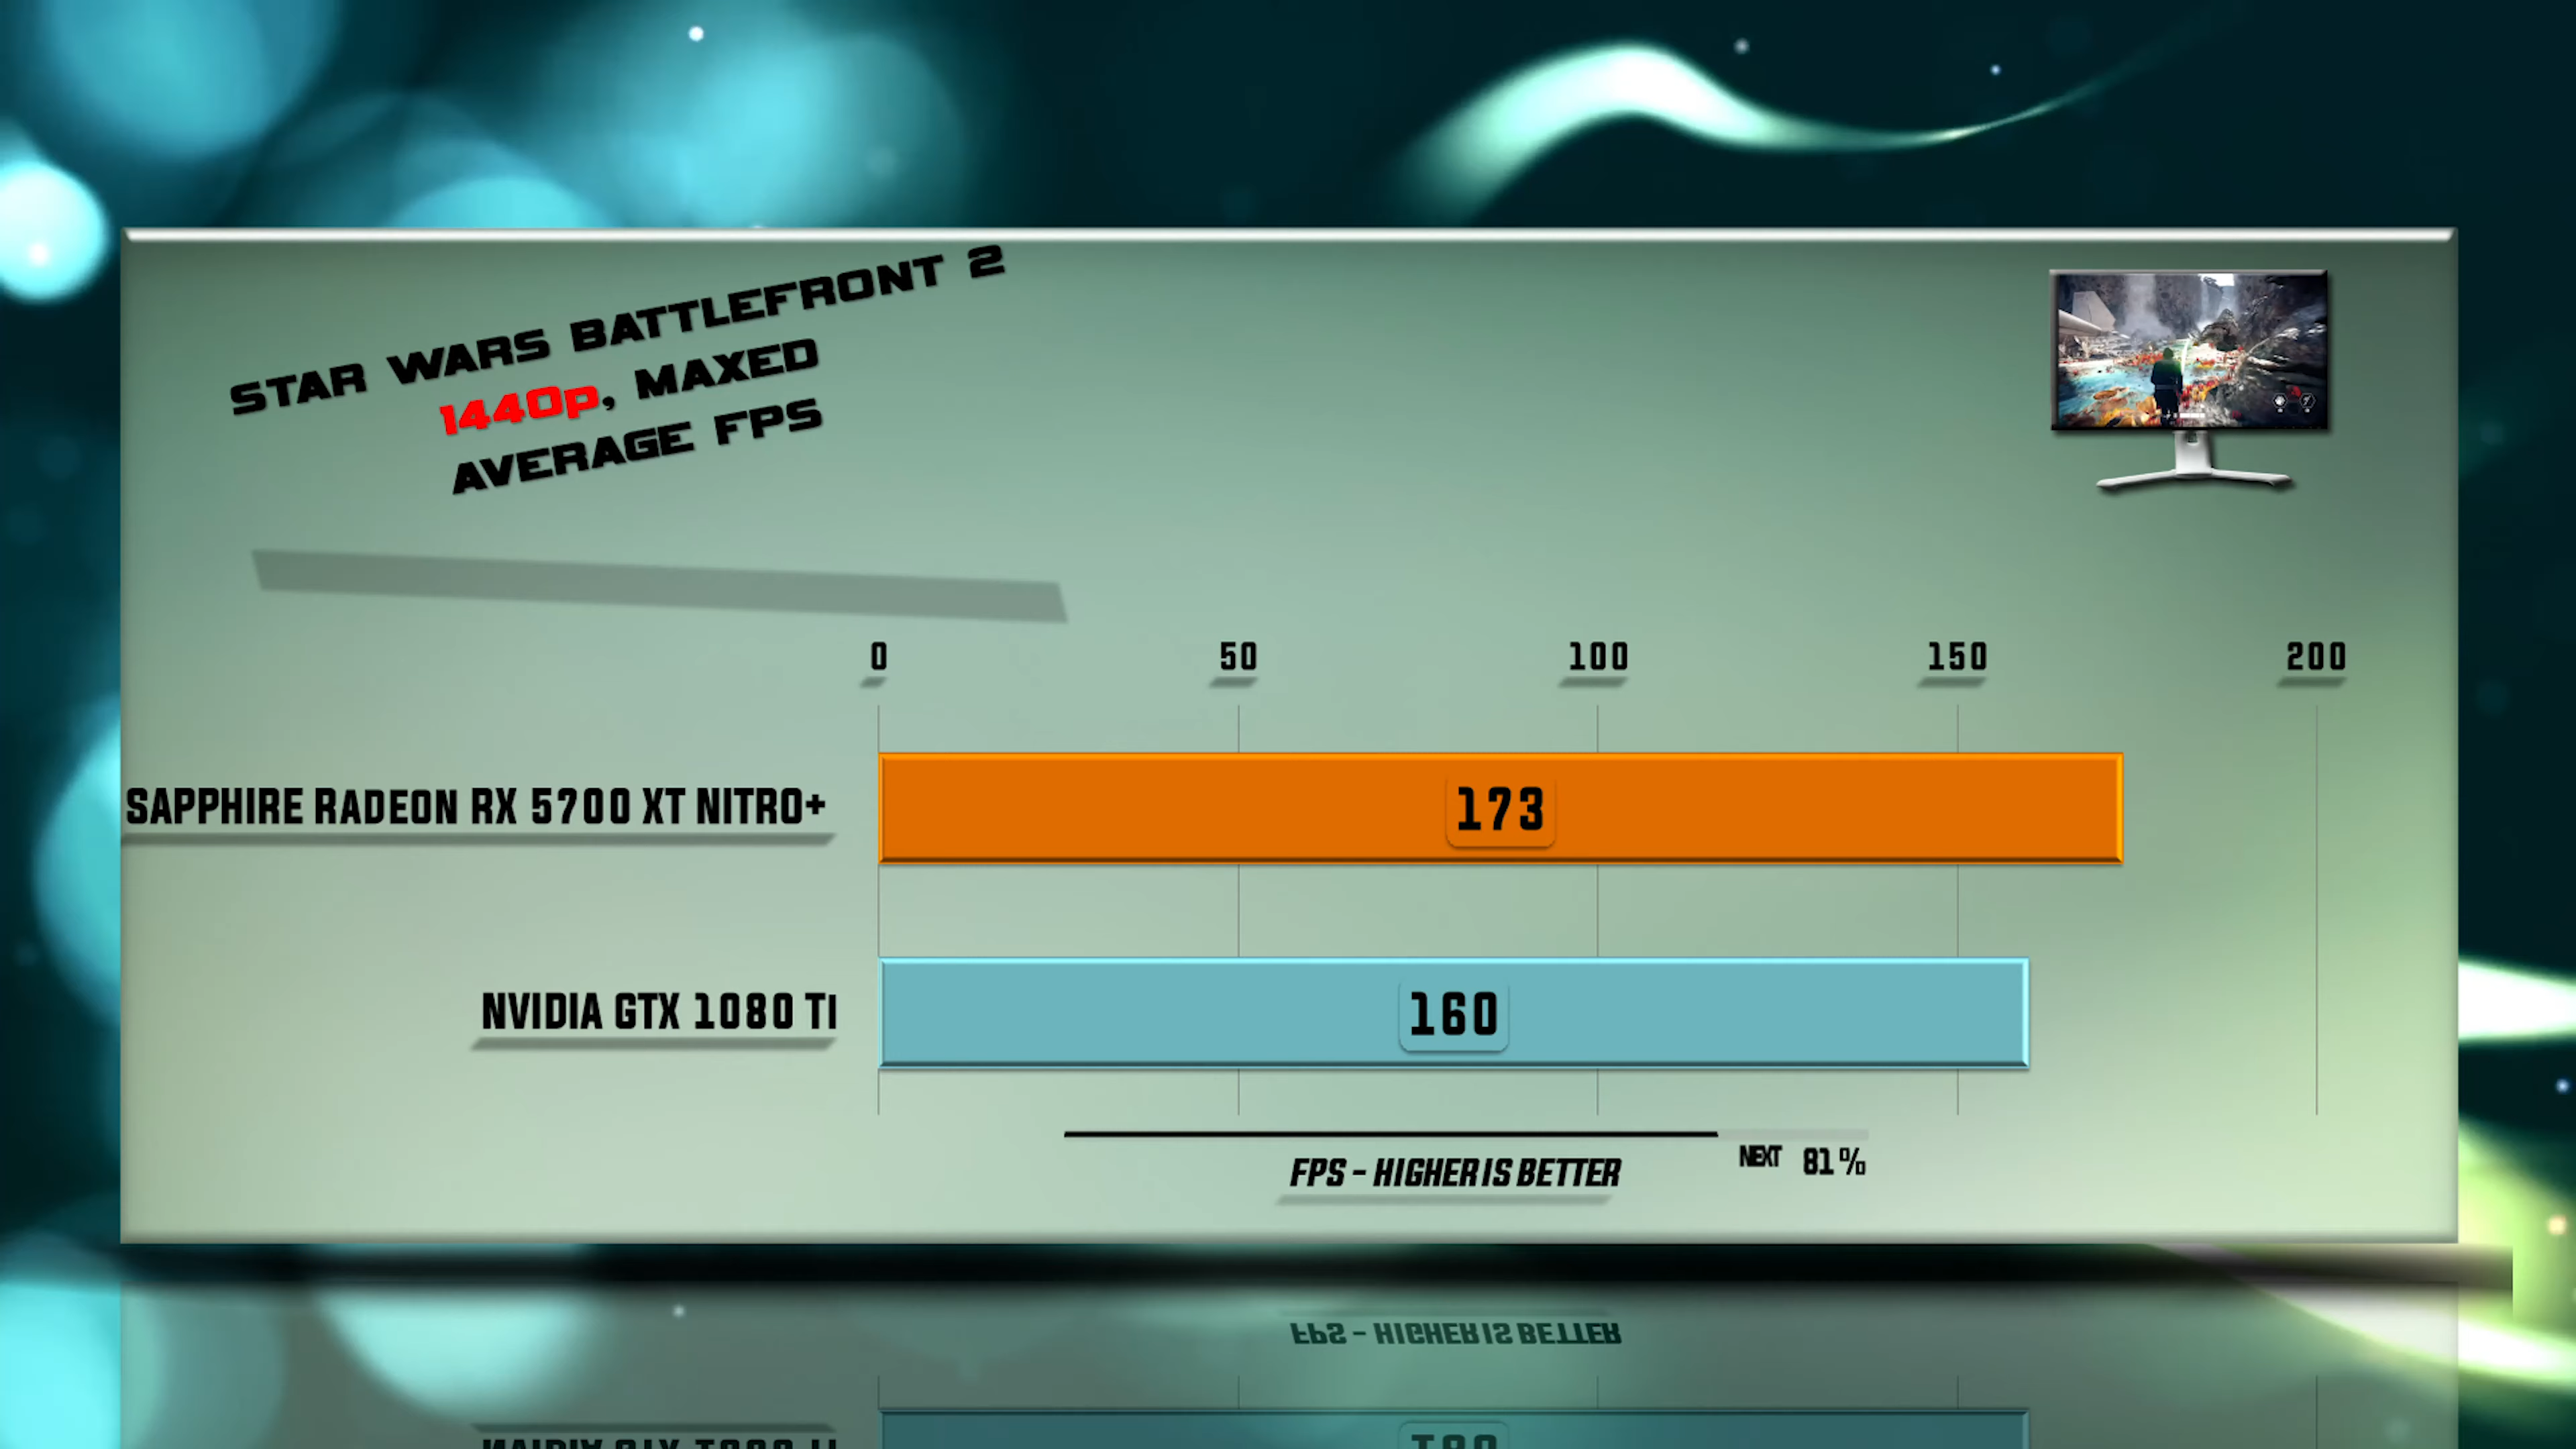 STAR WARS BATTLEFRONT 2
1440p, MAXED
AVERAGE FPS
0 50 100 150 200
SAPPHIRE RADEON RX 5700 XT NITRO+
173
NVIDIA GTX 1080 TI
160
NEXT 81%
FPS - HIGHER IS BETTER